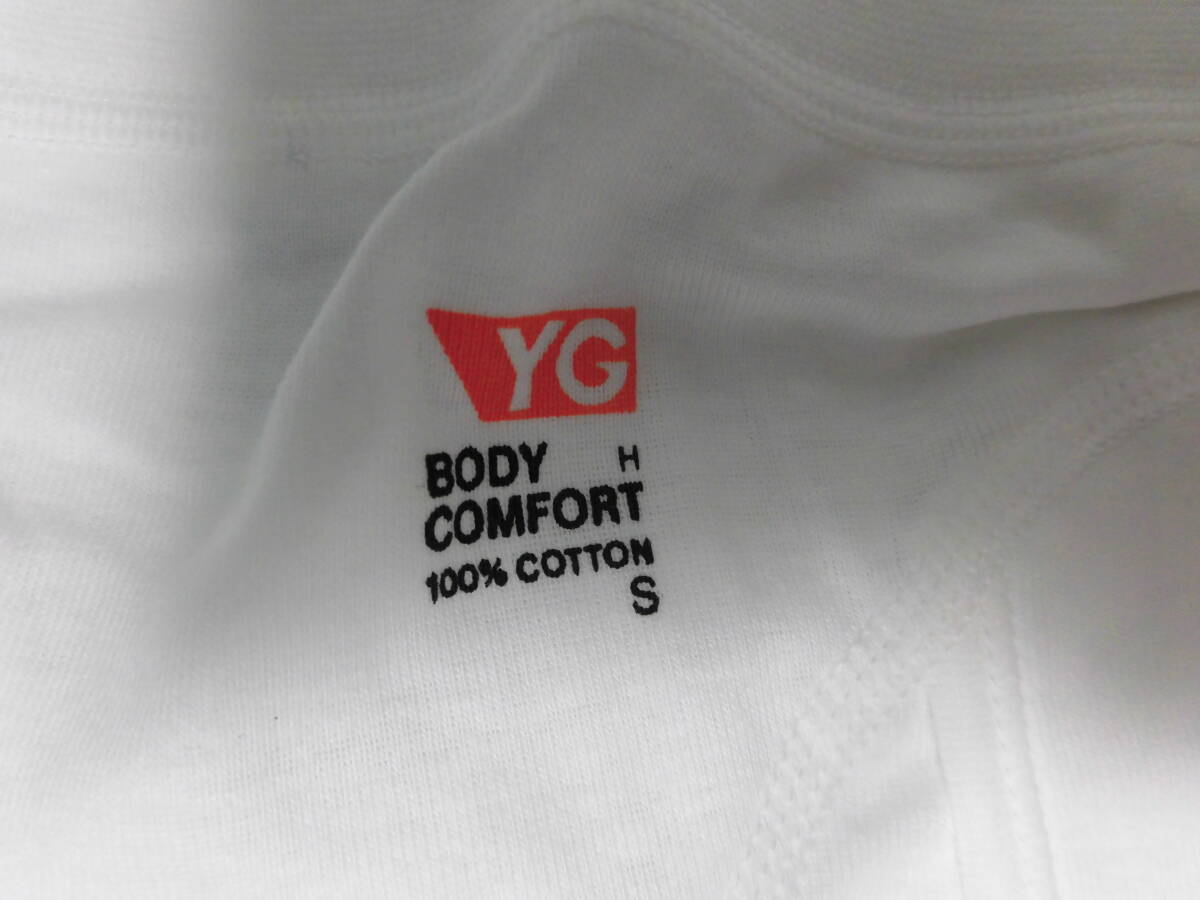 YG
BODY H
COMFORT
100% COTTON
S